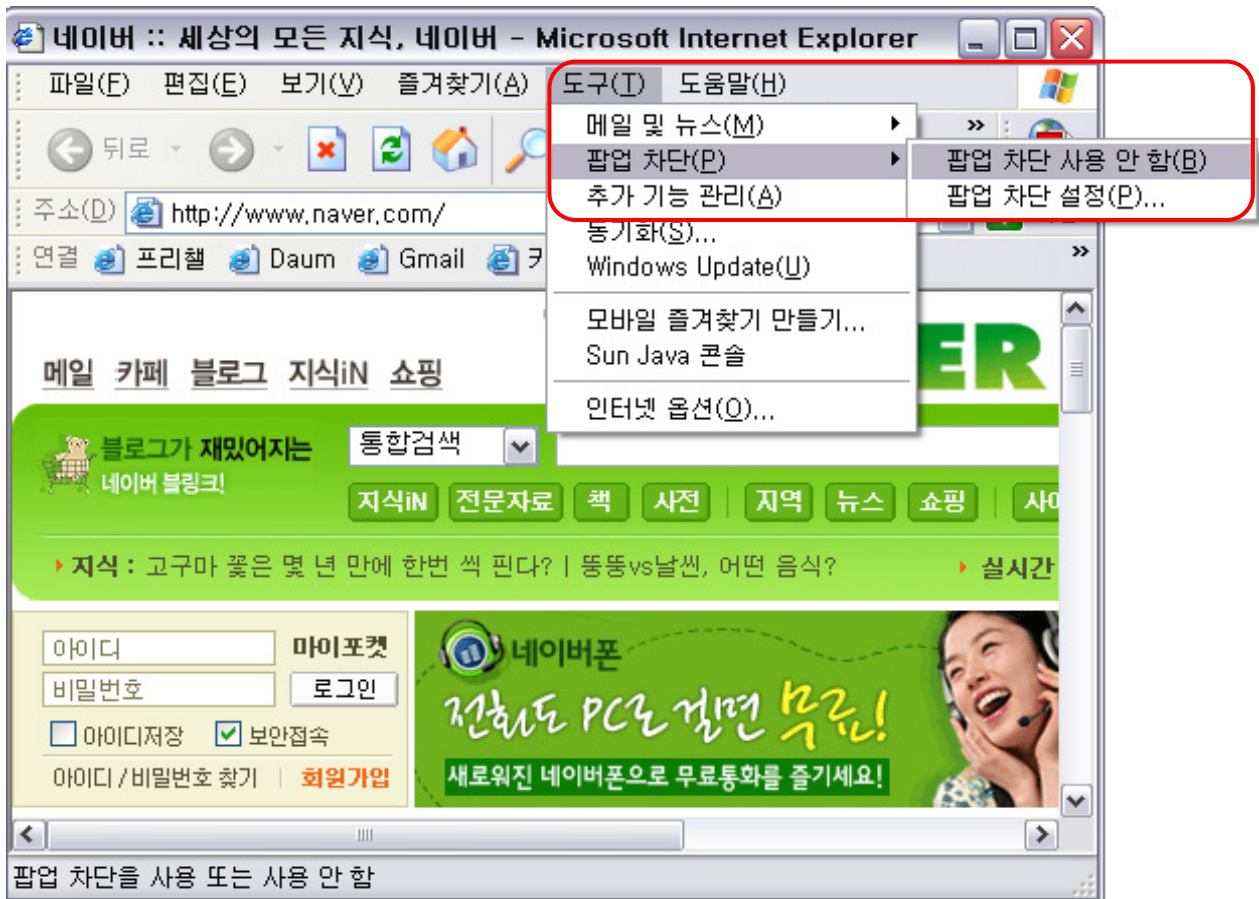 네이버 :: 세상의 모든 지식, 네이버 - Microsoft Internet Explorer
파일(F) 편집(E) 보기(V) 즐겨찾기(A) 도구(T) 도움말(H)
메일 및 뉴스(M)
팝업 차단(P)
추가 기능 관리(A)
동기화(S)...
Windows Update(U)
모바일 즐겨찾기 만들기...
Sun Java 콘솔
인터넷 옵션(O)...
팝업 차단 사용 안 함(B)
팝업 차단 설정(P)...
뒤로
주소(D) http://www.naver.com/
연결 프리챌 Daum Gmail
메일 카페 블로그 지식iN 쇼핑
ER
블로그가 재밌어지는
네이버 블링크!
통합검색
지식iN 전문자료 책 사전 지역 뉴스 쇼핑
지식 : 고구마 꽃은 몇 년 만에 한번 씩 핀다? | 뚱뚱vs날씬, 어떤 음식? 실시간
아이디 마이포켓
비밀번호 로그인
아이디저장 보안접속
아이디 / 비밀번호 찾기 회원가입
네이버폰
전화도 PC로 걸면 무료!
새로워진 네이버폰으로 무료통화를 즐기세요!
팝업 차단을 사용 또는 사용 안 함